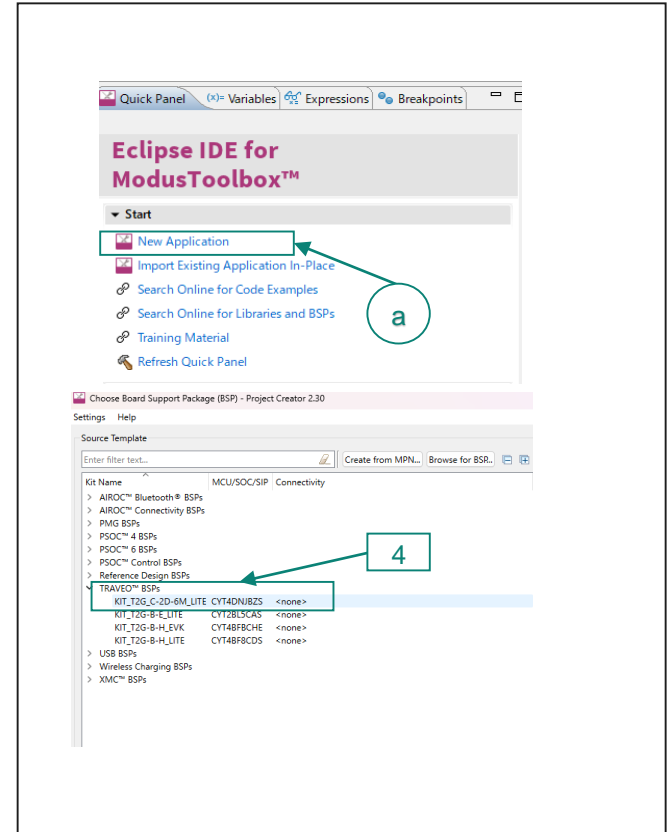 Quick Panel (x)= Variables Expressions Breakpoints
Eclipse IDE for
ModusToolbox™
Start
New Application
Import Existing Application In-Place
Search Online for Code Examples
Search Online for Libraries and BSPs
a
Training Material
Refresh Quick Panel
Choose Board Support Package (BSP) - Project Creator 2.30
Settings Help
Source Template
Enter filter text... Create from MPN... Browse for BSP...
Kit Name MCU/SOC/SIP Connectivity
AIROC™ Bluetooth® BSPs
AIROC™ Connectivity BSPs
PMG BSPs
PSOC™ 4 BSPs
PSOC™ 6 BSPs
4
PSOC™ Control BSPs
Reference Design BSPs
TRAVEO™ BSPs
KIT_T2G_C-2D-6M_LITE CYT4DNJBZS <none>
KIT_T2G-B-E_LITE CYT2BL5CAS <none>
KIT_T2G-B-H_EVK CYT4BFBCHE <none>
KIT_T2G-B-H_LITE CYT4BF8CDS <none>
USB BSPs
Wireless Charging BSPs
XMC™ BSPs